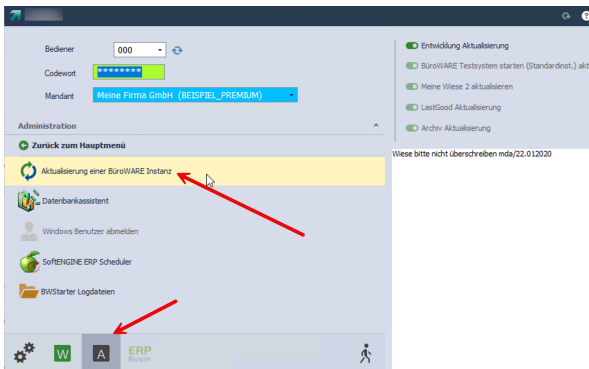 Bediener 000
Codewort ********
Mandant Meine Firma GmbH (BEISPIEL_PREMIUM)
Administration
Zurück zum Hauptmenü
Aktualisierung einer BüroWARE Instanz
Datenbankassistent
Windows Benutzer abmelden
SoftENGINE ERP Scheduler
BWStarter Logdateien
W A ERP
Busin
?
Entwicklung Aktualisierung
BüroWARE Testsystem starten (Standardinst.) akt
Meine Wiese 2 aktualisieren
LastGood Aktualisierung
Archiv Aktualisierung
Wiese bitte nicht überschreiben mda/22.012020